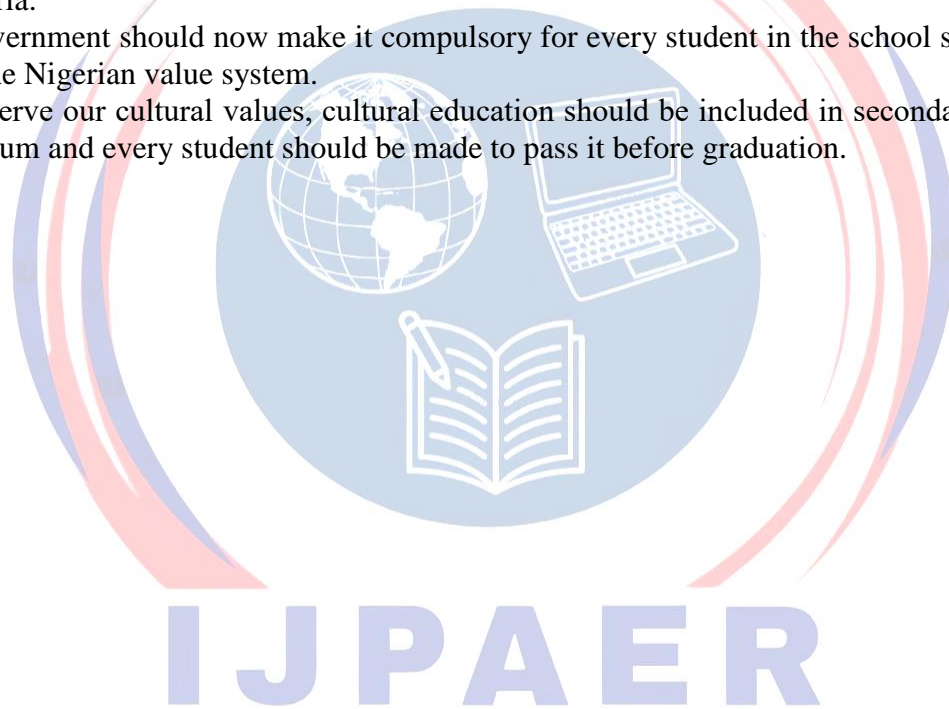 ria.
vernment should now make it compulsory for every student in the school s
e Nigerian value system.
erve our cultural values, cultural education should be included in seconda
um and every student should be made to pass it before graduation.
IJPAER